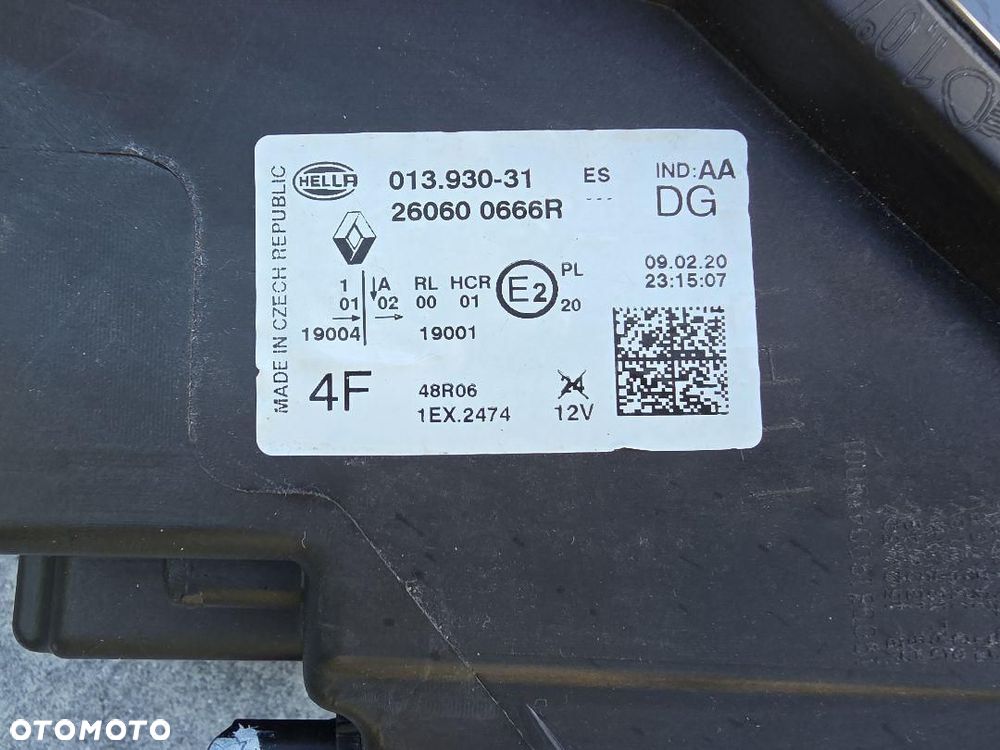 MADE IN CZECH REPUBLIC
HELLA
013.930-31
ES
IND: AA
26060 0666R
---
DG
09.02.20
23:15:07
1
A
RL
HCR
E2
PL
01
02
00
01
20
19004
19001
4F
48R06
24
1EX.2474
12V
OTOMOTO